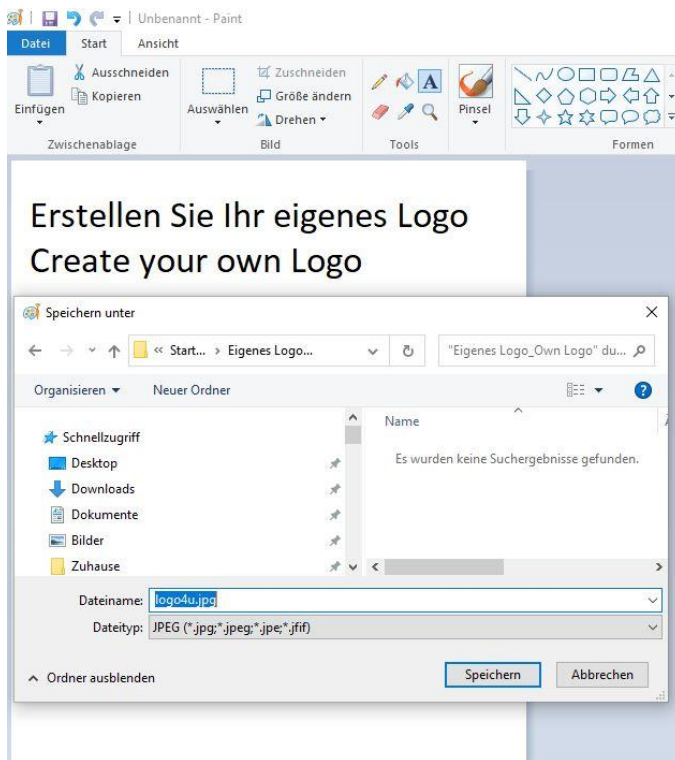 Unbenannt - Paint
Datei Start Ansicht
Einfügen
Ausschneiden
Kopieren
Zwischenablage
Auswählen
Zuschneiden
Größe ändern
Drehen
Bild
A
Tools
Pinsel
Formen
Erstellen Sie Ihr eigenes Logo
Create your own Logo
Speichern unter
« Start... › Eigenes Logo...
"Eigenes Logo_Own Logo" du...
Organisieren Neuer Ordner
?
Schnellzugriff
Desktop
Downloads
Dokumente
Bilder
Zuhause
Name
Es wurden keine Suchergebnisse gefunden.
Dateiname: logo4u.jpg
Dateityp: JPEG (*.jpg;*.jpeg;*.jpe;*.jfif)
Ordner ausblenden
Speichern Abbrechen